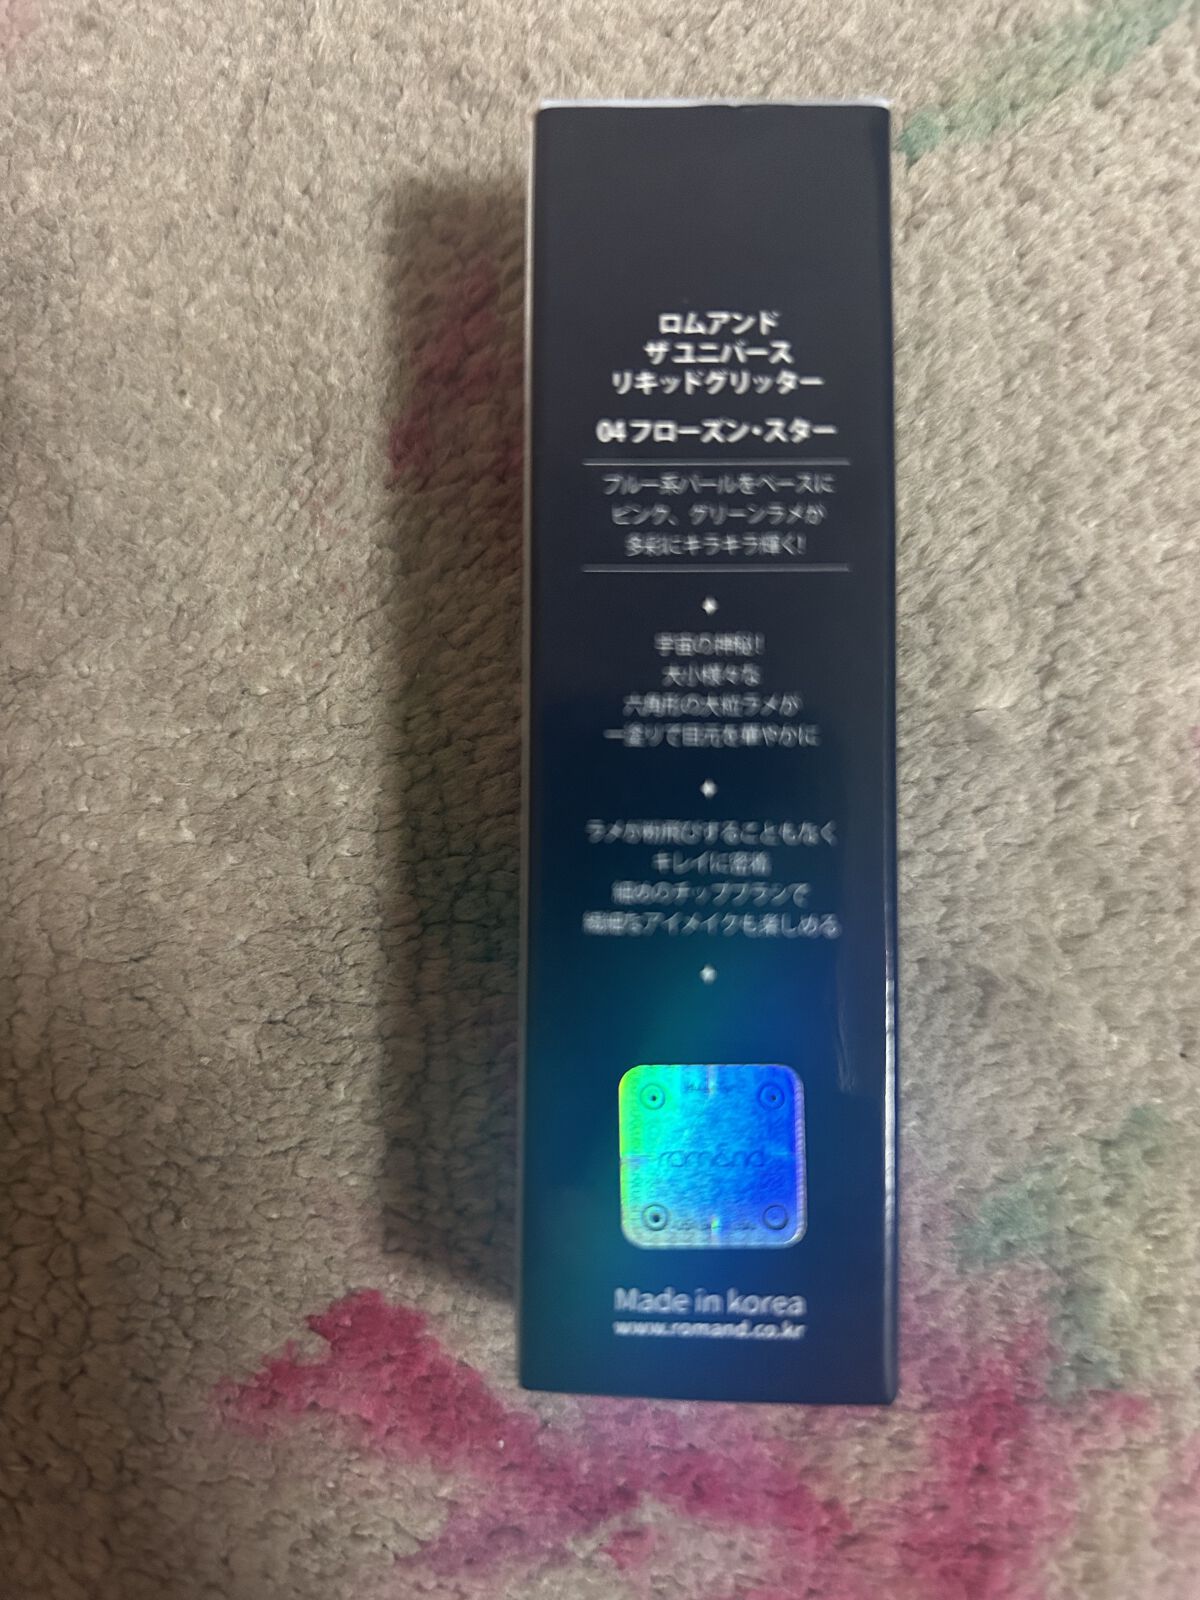 ロムアンド
ザ ユニバース
リキッドグリッター
04 フローズン・スター
ブルー系パールをベースに
ピンク、グリーンラメが
多彩にキラキラ輝く!
宇宙の神秘!
大小様々な
六角形の大粒ラメが
一塗りで目元を華やかに
ラメが粉飛びすることもなく
キレイに密着
細めのチップブラシで
繊細なアイメイクも楽しめる
rom&nd
Made in korea
www.romand.co.kr